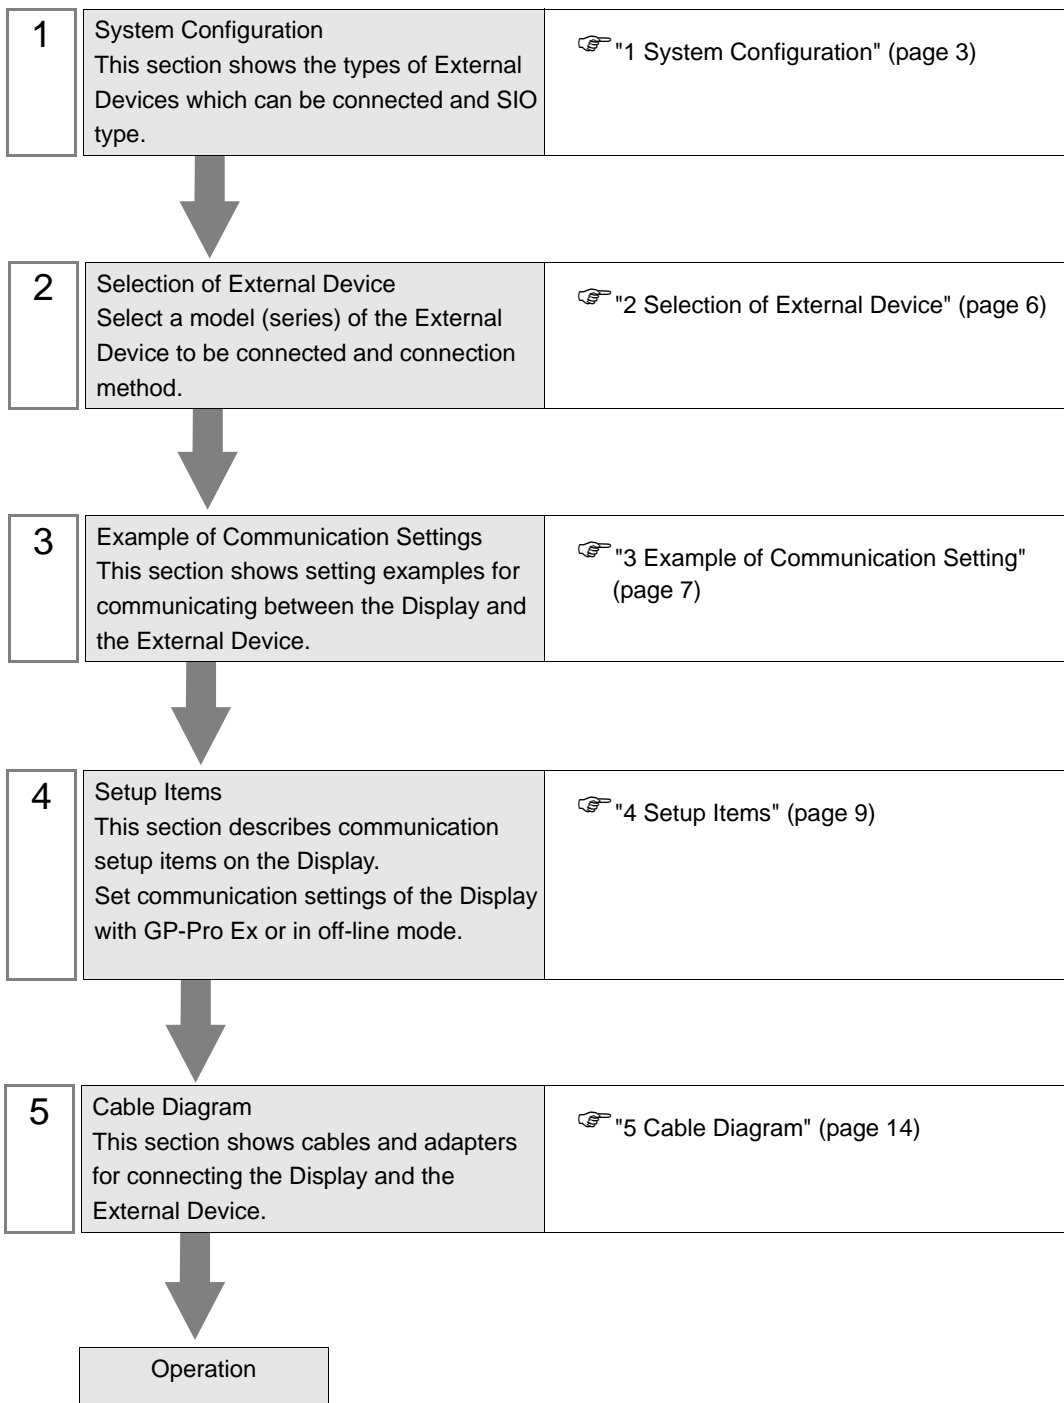 1
System Configuration
This section shows the types of External
Devices which can be connected and SIO
type.
"1 System Configuration" (page 3)
2
Selection of External Device
Select a model (series) of the External
Device to be connected and connection
method.
"2 Selection of External Device" (page 6)
3
Example of Communication Settings
This section shows setting examples for
communicating between the Display and
the External Device.
"3 Example of Communication Setting"
(page 7)
4
Setup Items
This section describes communication
setup items on the Display.
Set communication settings of the Display
with GP-Pro Ex or in off-line mode.
"4 Setup Items" (page 9)
5
Cable Diagram
This section shows cables and adapters
for connecting the Display and the
External Device.
"5 Cable Diagram" (page 14)
Operation